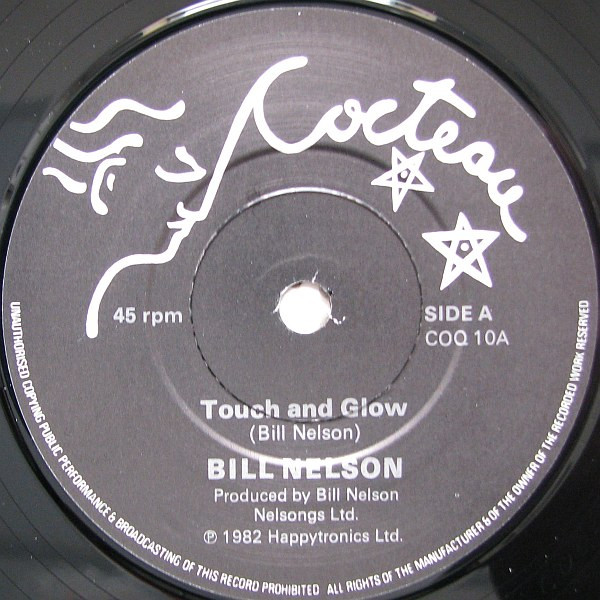 Cocteau
45 rpm
SIDE A
COQ 10A
Touch and Glow
(Bill Nelson)
BILL NELSON
Produced by Bill Nelson
Nelsongs Ltd.
℗ 1982 Happytronics Ltd.
UNAUTHORISED COPYING PUBLIC PERFORMANCE & BROADCASTING OF THIS RECORD PROHIBITED ALL RIGHTS OF THE MANUFACTURER & OF THE OWNER OF THE RECORDED WORK RESERVED